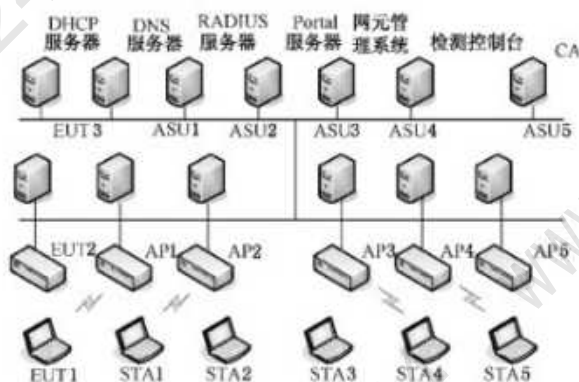 DHCP 服务器
DNS 服务器
RADIUS 服务器
Portal 服务器
网元管理系统
检测控制台
CA
EUT3 ASU1 ASU2 ASU3 ASU4 ASU5
EUT2 AP1 AP2 AP3 AP4 AP5
EUT1 STA1 STA2 STA3 STA4 STA5